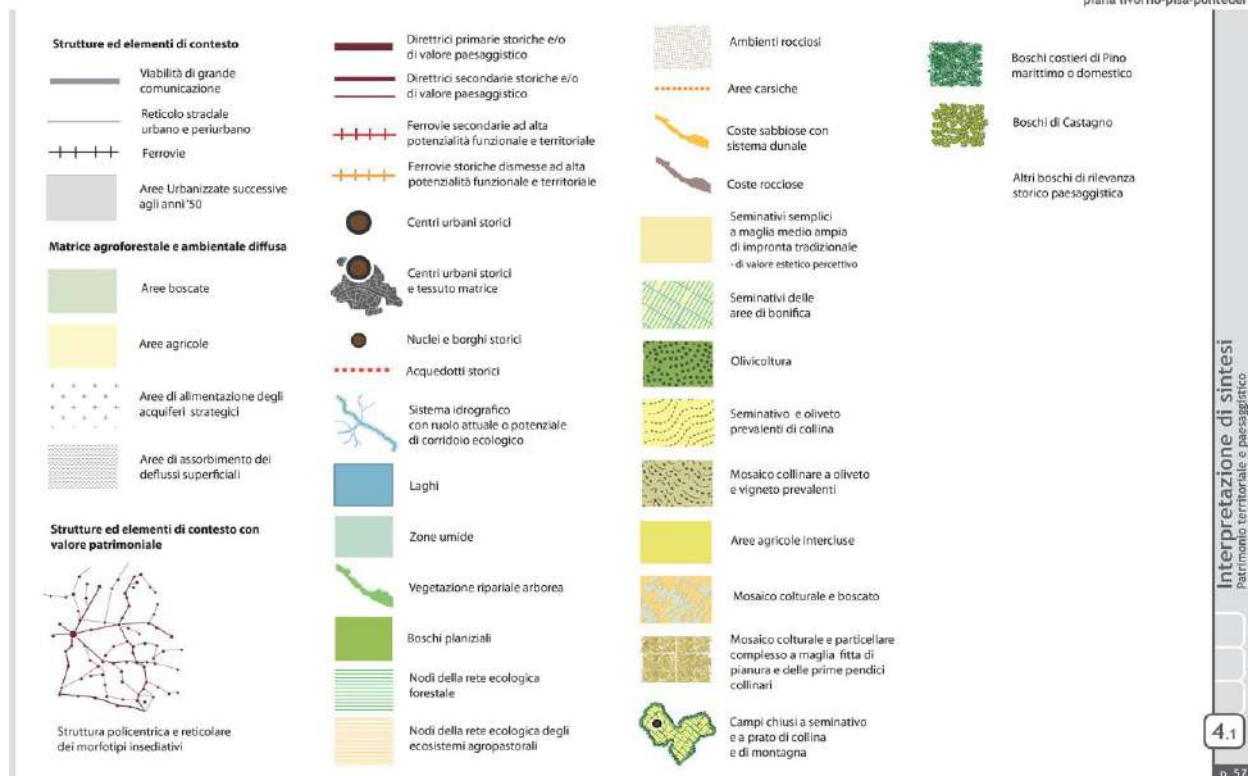 piana livorno-pisa-pontedera
Strutture ed elementi di contesto
Viabilità di grande
comunicazione
Reticolo stradale
urbano e periurbano
Ferrovie
Aree Urbanizzate successive
agli anni '50
Matrice agroforestale e ambientale diffusa
Aree boscate
Aree agricole
Aree di alimentazione degli
acquiferi strategici
Aree di assorbimento dei
deflussi superficiali
Strutture ed elementi di contesto con
valore patrimoniale
Struttura policentrica e reticolare
dei morfotipi insediativi
Direttrici primarie storiche e/o
di valore paesaggistico
Direttrici secondarie storiche e/o
di valore paesaggistico
Ferrovie secondarie ad alta
potenzialità funzionale e territoriale
Ferrovie storiche dismesse ad alta
potenzialità funzionale e territoriale
Centri urbani storici
Centri urbani storici
e tessuto matrice
Nuclei e borghi storici
Acquedotti storici
Sistema idrografico
con ruolo attuale o potenziale
di corridoio ecologico
Laghi
Zone umide
Vegetazione ripariale arborea
Boschi planiziali
Nodi della rete ecologica
forestale
Nodi della rete ecologica degli
ecosistemi agropastorali
Ambienti rocciosi
Aree carsiche
Coste sabbiose con
sistema dunale
Coste rocciose
Seminativi semplici
a maglia medio ampia
di impronta tradizionale
- di valore estetico percettivo
Seminativi delle
aree di bonifica
Olivicoltura
Seminativo e oliveto
prevalenti di collina
Mosaico collinare a oliveto
e vigneto prevalenti
Aree agricole intercluse
Mosaico colturale e boscato
Mosaico colturale e particellare
complesso a maglia fitta di
pianura e delle prime pendici
collinari
Campi chiusi a seminativo
e a prato di collina
e di montagna
Boschi costieri di Pino
marittimo o domestico
Boschi di Castagno
Altri boschi di rilevanza
storico paesaggistica
Interpretazione di sintesi
Patrimonio territoriale e paesaggistico
4.1
p. 57